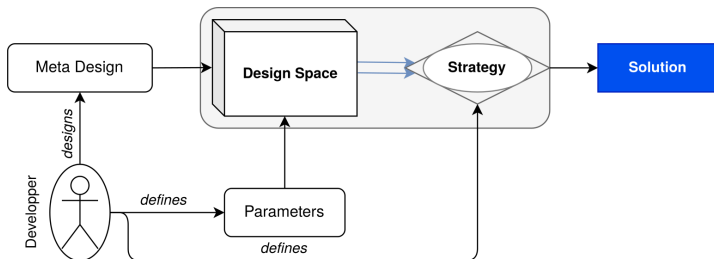 Meta Design
Design Space
Strategy
Solution
designs
Developper
defines
Parameters
defines